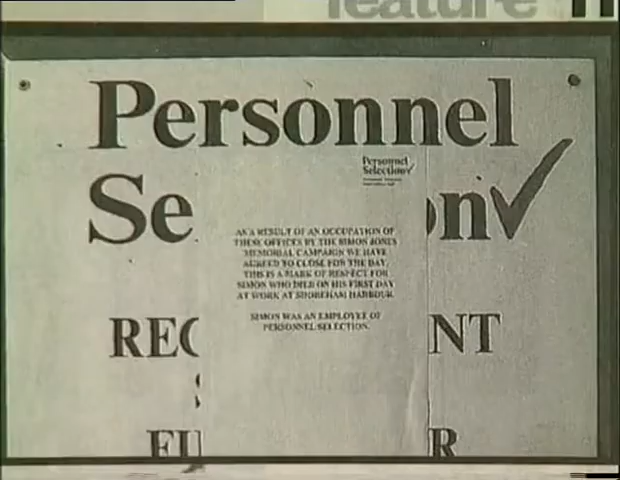 feature
Personnel
Se on✓
Personnel
Selection✓
AS A RESULT OF AN OCCUPATION OF
THESE OFFICES BY THE SIMON JONES
MEMORIAL CAMPAIGN WE HAVE
AGREED TO CLOSE FOR THE DAY.
THIS IS A MARK OF RESPECT FOR
SIMON WHO DIED ON HIS FIRST DAY
AT WORK AT SHOREHAM HARBOUR.
SIMON WAS AN EMPLOYEE OF
PERSONNEL SELECTION.
REC NT